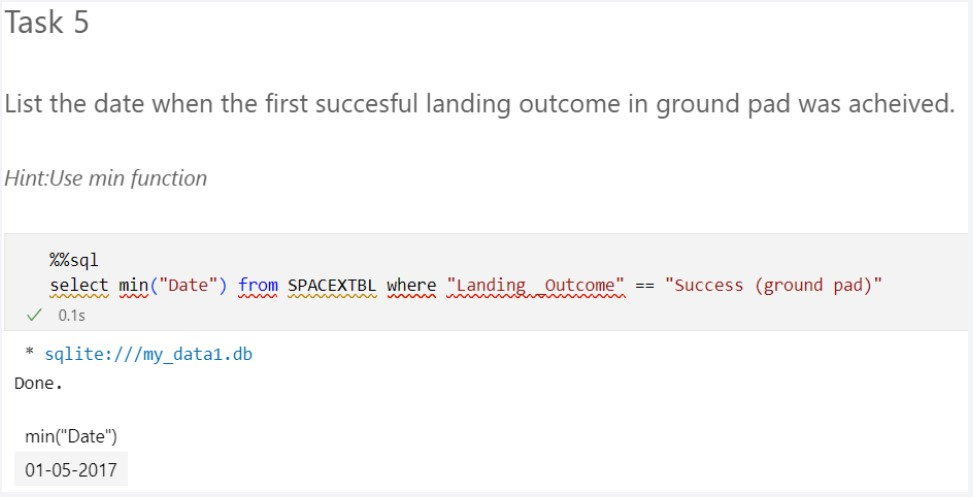 Task 5
List the date when the first succesful landing outcome in ground pad was acheived.
Hint:Use min function
%%sql
select min("Date") from SPACEXTBL where "Landing _Outcome" == "Success (ground pad)"
✓ 0.1s
* sqlite:///my_data1.db
Done.
min("Date")
01-05-2017